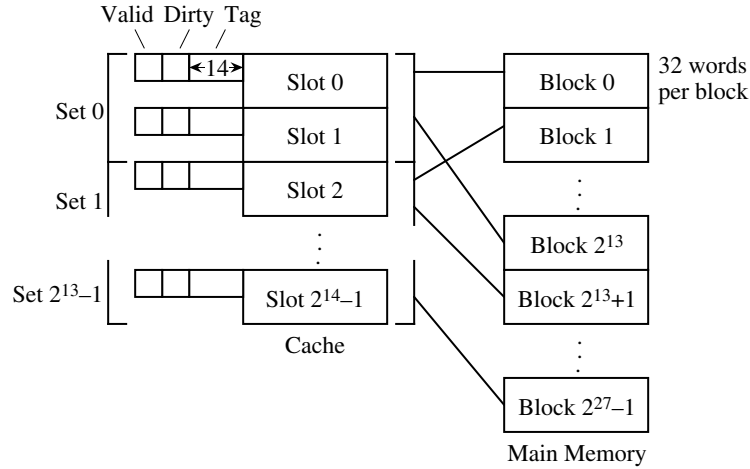 Valid Dirty Tag
14
Set 0
Slot 0
Slot 1
Set 1
Slot 2
Set 2¹³–1
Slot 2¹⁴–1
Cache
Block 0
32 words
per block
Block 1
Block 2¹³
Block 2¹³+1
Block 2²⁷–1
Main Memory